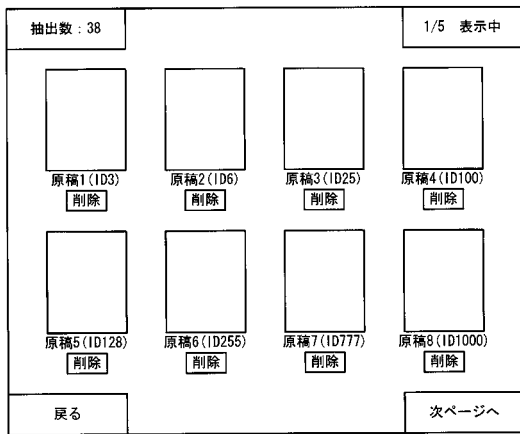 抽出数：38
1/5 表示中
原稿1(ID3)
原稿2(ID6)
原稿3(ID25)
原稿4(ID100)
削除
削除
削除
削除
原稿5(ID128)
原稿6(ID255)
原稿7(ID777)
原稿8(ID1000)
削除
削除
削除
削除
戻る
次ページへ